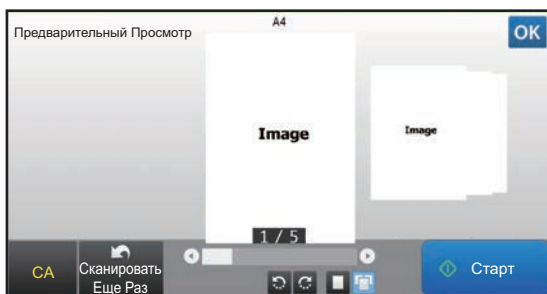 A4
Предварительный Просмотр
OK
Image
Image
1 / 5
CA
Сканировать
Еще Раз
Старт